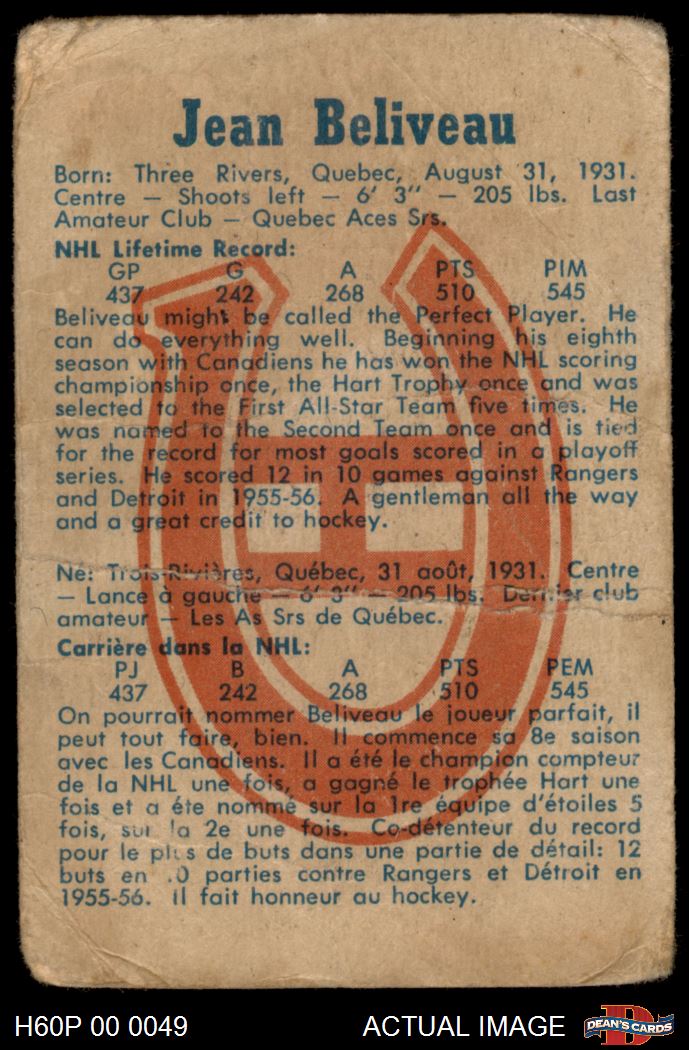 Jean Beliveau
Born: Three Rivers, Quebec, August 31, 1931.
Centre — Shoots left — 6' 3" — 205 lbs. Last
Amateur Club — Quebec Aces Srs.
NHL Lifetime Record:
GP G A PTS PIM
437 242 268 510 545
Beliveau might be called the Perfect Player. He
can do everything well. Beginning his eighth
season with Canadiens he has won the NHL scoring
championship once, the Hart Trophy once and was
selected to the First All-Star Team five times. He
was named to the Second Team once and is tied
for the record for most goals scored in a playoff
series. He scored 12 in 10 games against Rangers
and Detroit in 1955-56. A gentleman all the way
and a great credit to hockey.
Né: Trois-Rivières, Québec, 31 août, 1931. Centre
— Lance à gauche — 6' 3" — 205 lbs. Dernier club
amateur — Les As Srs de Québec.
Carrière dans la NHL:
PJ B A PTS PEM
437 242 268 510 545
On pourrait nommer Beliveau le joueur parfait, il
peut tout faire, bien. Il commence sa 8e saison
avec les Canadiens. Il a été le champion compteur
de la NHL une fois, a gagné le trophée Hart une
fois et a éte nommé sur la 1re équipe d'étoiles 5
fois, sur la 2e une fois. Co-détenteur du record
pour le plus de buts dans une partie de détail: 12
buts en 10 parties contre Rangers et Détroit en
1955-56. Il fait honneur au hockey.
H60P 00 0049 ACTUAL IMAGE DEAN'S CARDS